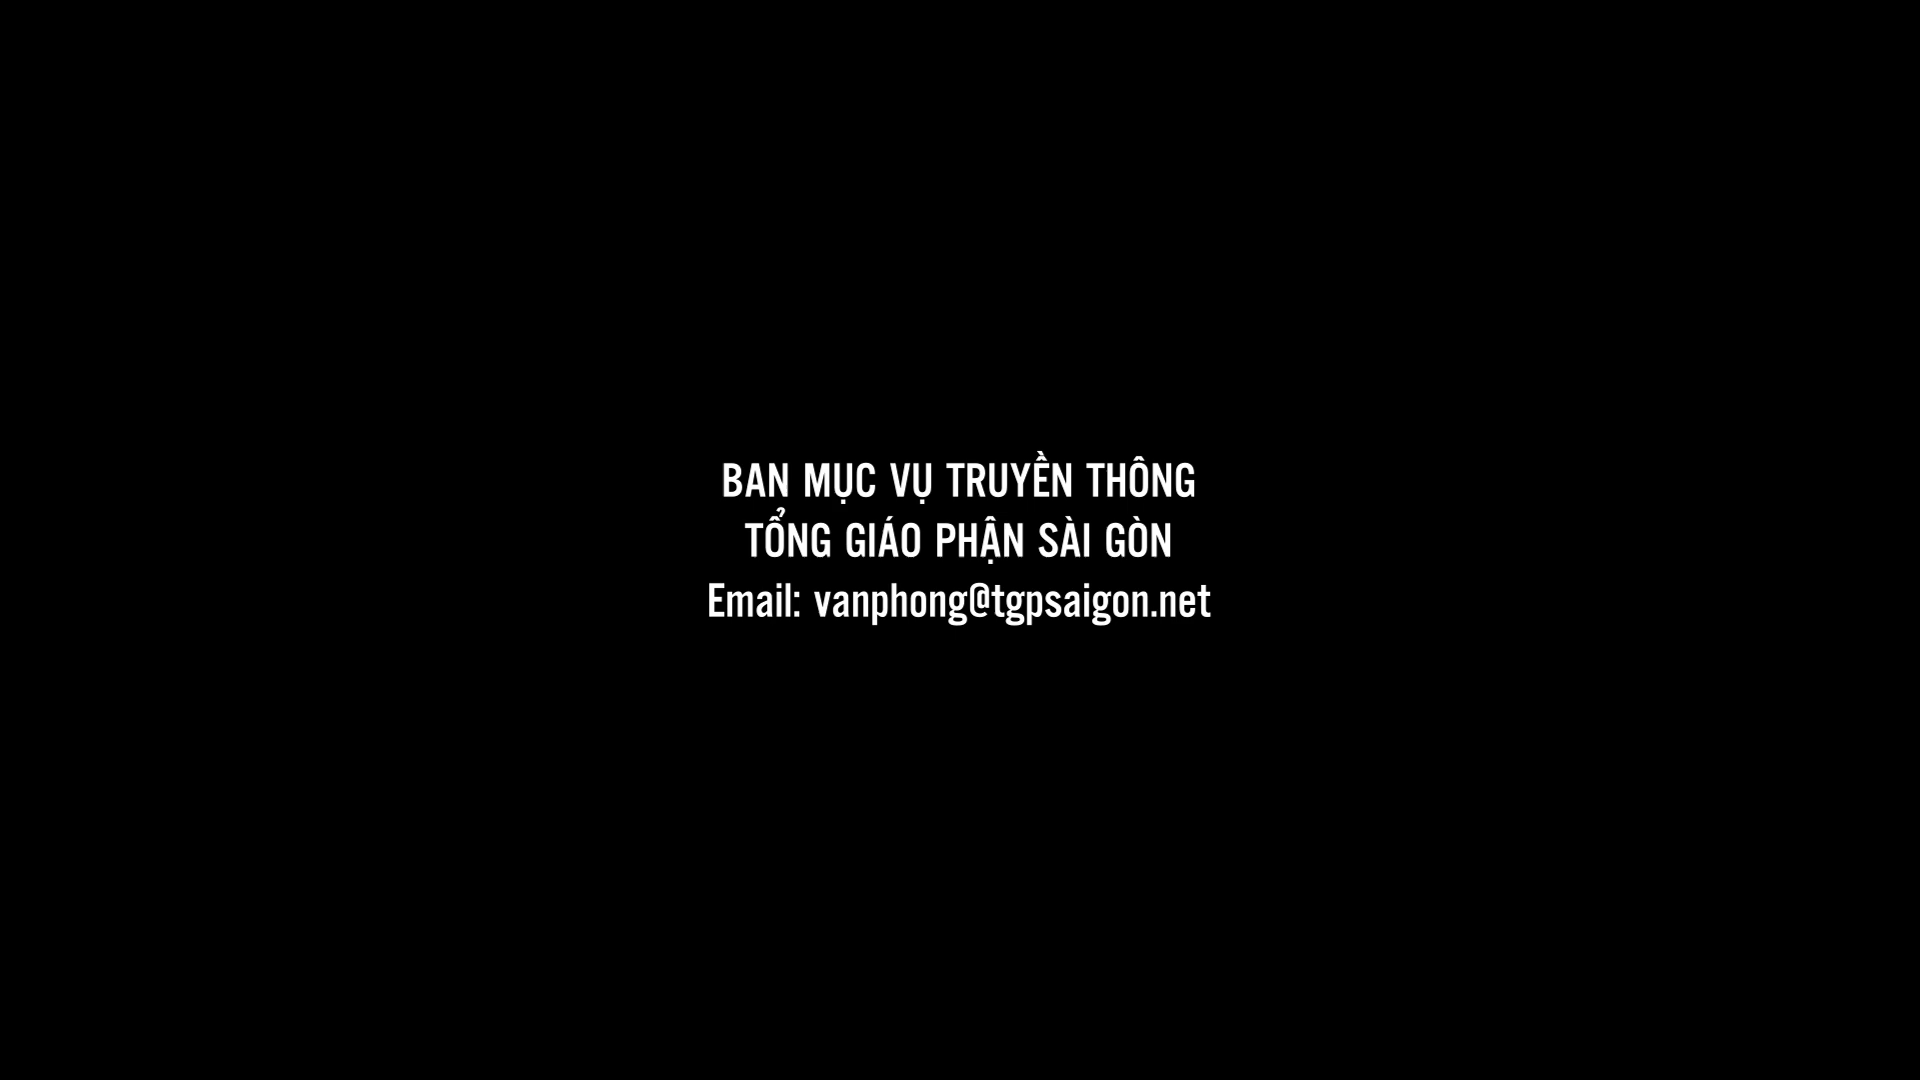 BAN MỤC VỤ TRUYỀN THÔNG
TỔNG GIÁO PHẬN SÀI GÒN
Email: vanphong@tgpsaigon.net